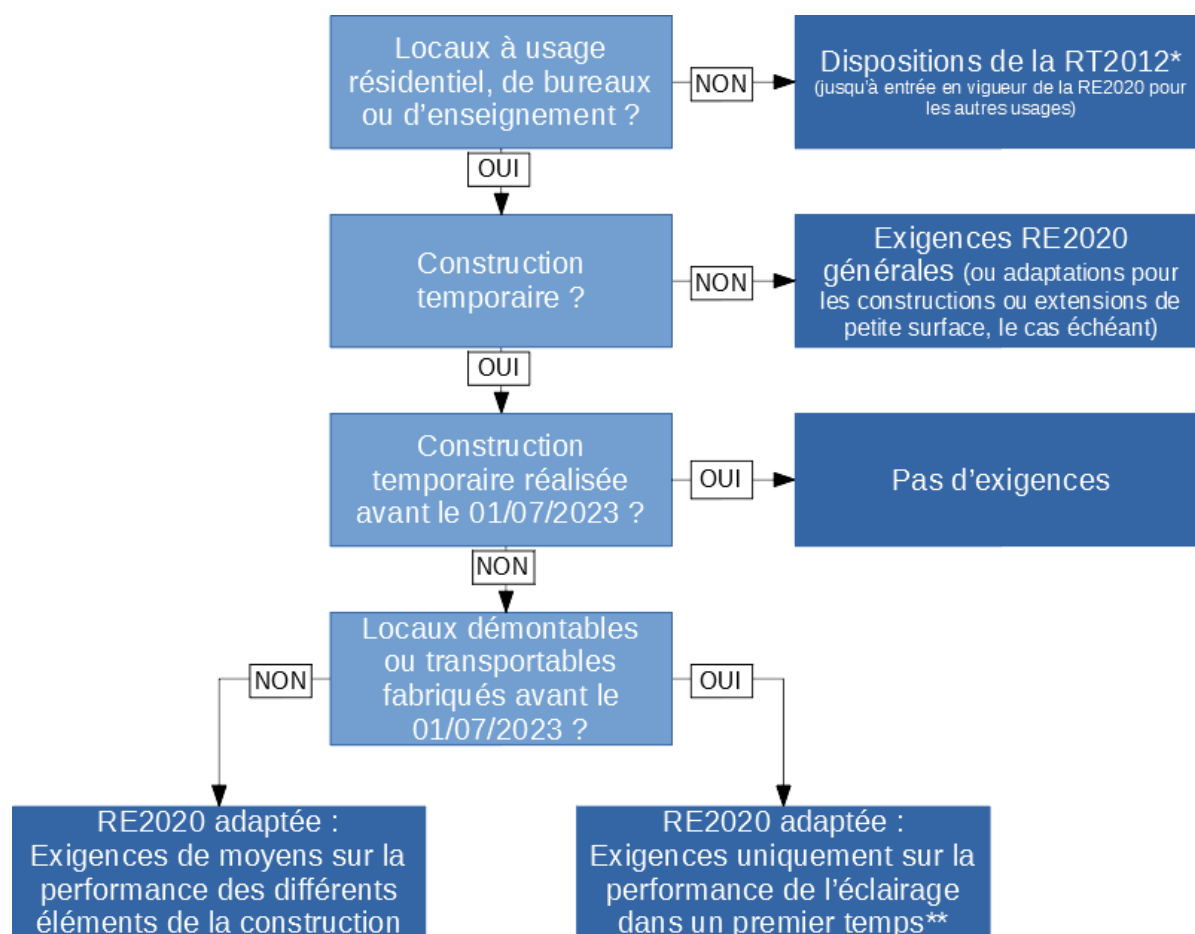 Locaux à usage
résidentiel, de bureaux
ou d'enseignement ?
NON
Dispositions de la RT2012*
(jusqu'à entrée en vigueur de la RE2020 pour
les autres usages)
OUI
Construction
temporaire ?
NON
Exigences RE2020
générales (ou adaptations pour
les constructions ou extensions de
petite surface, le cas échéant)
OUI
Construction
temporaire réalisée
avant le 01/07/2023 ?
OUI
Pas d'exigences
NON
Locaux démontables
ou transportables
fabriqués avant le
01/07/2023 ?
NON
OUI
RE2020 adaptée :
Exigences de moyens sur la
performance des différents
éléments de la construction
RE2020 adaptée :
Exigences uniquement sur la
performance de l'éclairage
dans un premier temps**